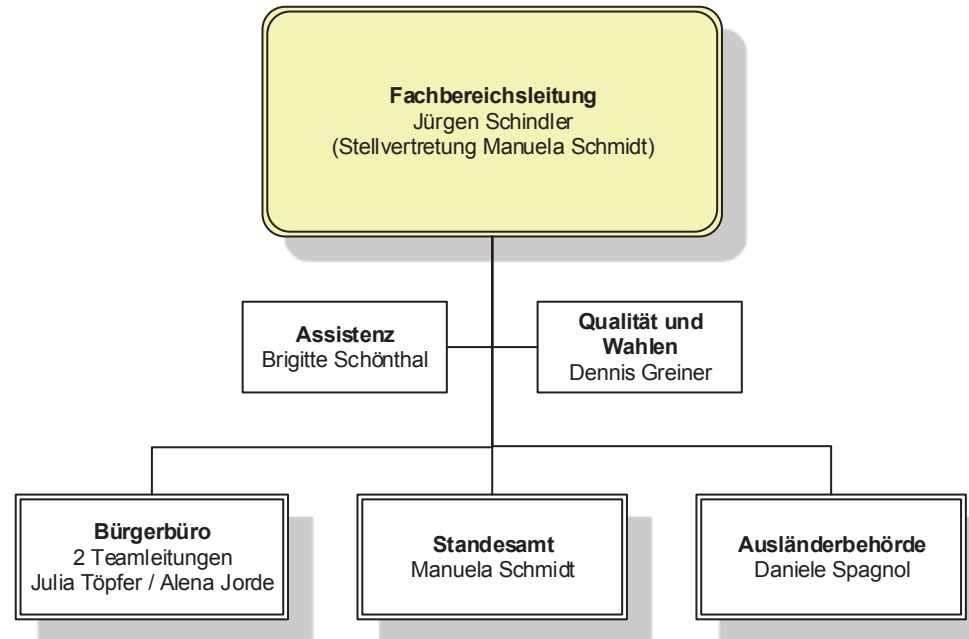 Fachbereichsleitung
Jürgen Schindler
(Stellvertretung Manuela Schmidt)
Assistenz
Brigitte Schönthal
Qualität und
Wahlen
Dennis Greiner
Bürgerbüro
2 Teamleitungen
Julia Töpfer / Alena Jorde
Standesamt
Manuela Schmidt
Ausländerbehörde
Daniele Spagnol